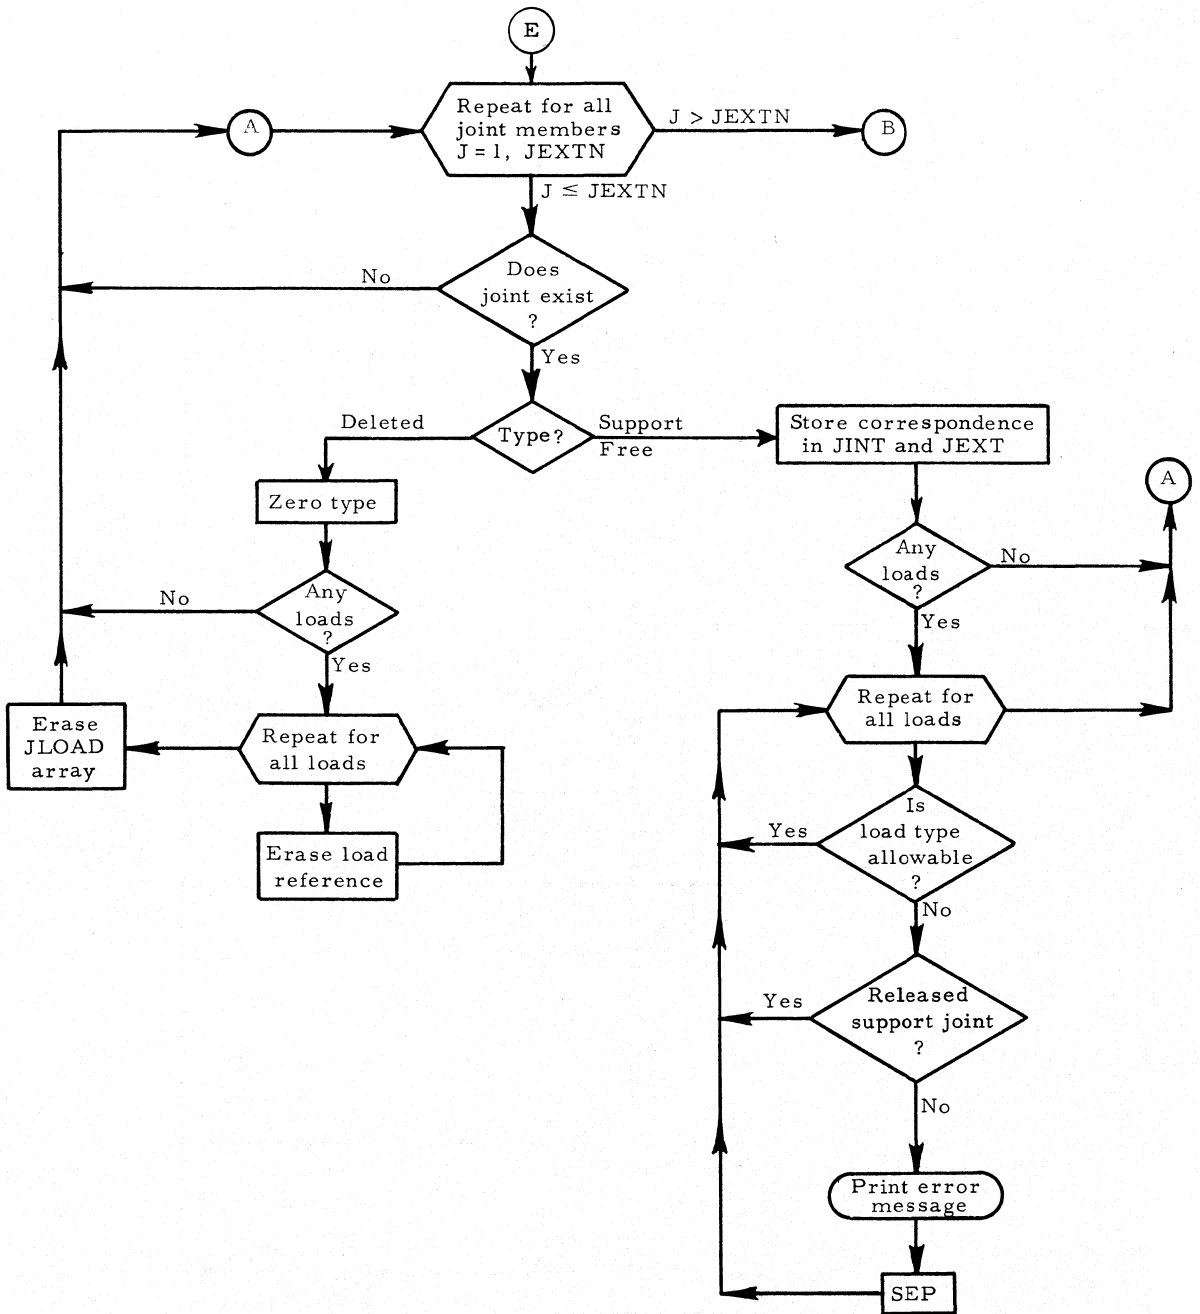 E
Repeat for all
joint members
J = 1, JEXTN
A
J > JEXTN
B
J ≤ JEXTN
Does
joint exist
?
No
Yes
Type?
Deleted
Support
Free
Store correspondence
in JINT and JEXT
A
Zero type
Any
loads
?
No
Yes
Any
loads
?
No
Yes
Erase
JLOAD
array
Repeat for
all loads
Erase load
reference
Repeat for
all loads
Is
load type
allowable
?
Yes
No
Released
support joint
?
Yes
No
Print error
message
SEP